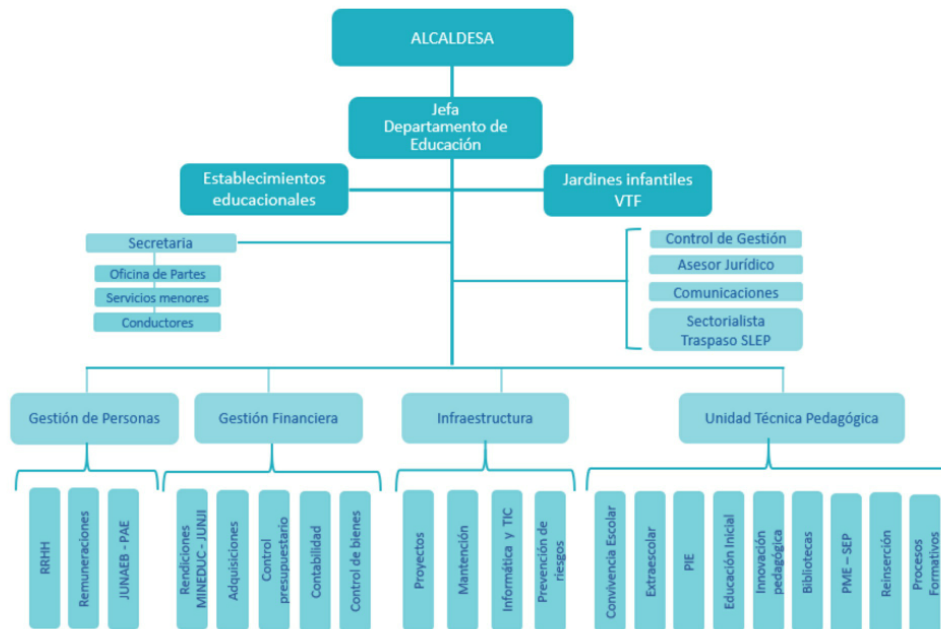 ALCALDESA
Jefa
Departamento de
Educación
Establecimientos
educacionales
Jardines infantiles
VTF
Secretaria
Oficina de Partes
Servicios menores
Conductores
Control de Gestión
Asesor Jurídico
Comunicaciones
Sectorialista
Traspaso SLEP
Gestión de Personas
Gestión Financiera
Infraestructura
Unidad Técnica Pedagógica
RRHH
Remuneraciones
JUNAEB - PAE
Rendiciones
MINEDUC - JUNJI
Adquisiciones
Control
presupuestario
Contabilidad
Control de bienes
Proyectos
Mantención
Informática y TIC
Prevención de
riesgos
Convivencia Escolar
Extraescolar
PIE
Educación Inicial
Innovación
pedagógica
Bibliotecas
PME – SEP
Reinserción
Procesos
Formativos